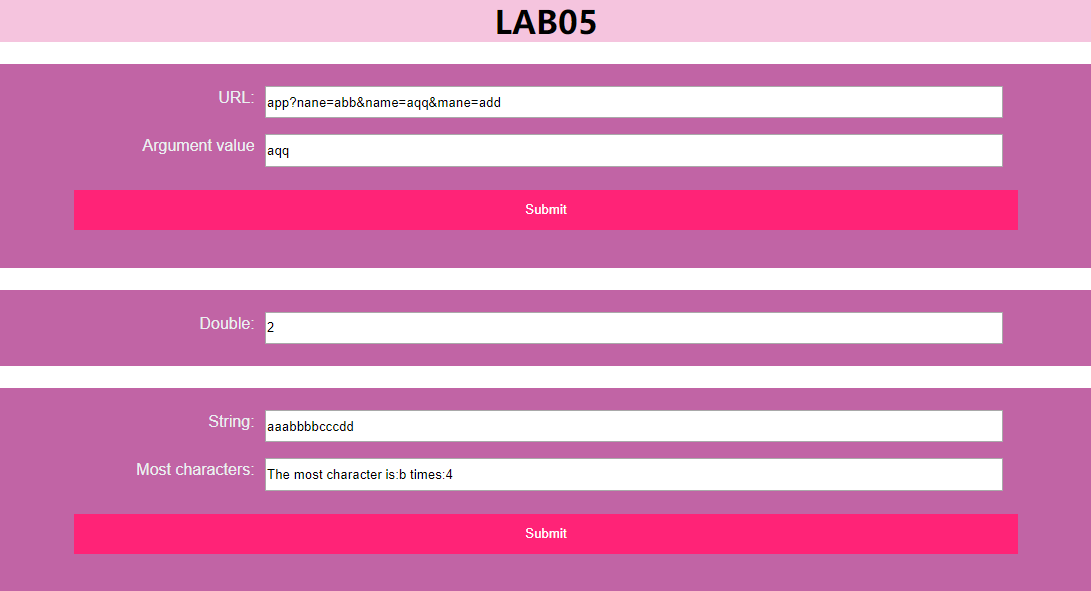 LAB05
URL: app?nane=abb&name=aqq&mane=add
Argument value aqq
Submit
Double: 2
String: aaabbbbcccdd
Most characters: The most character is:b times:4
Submit